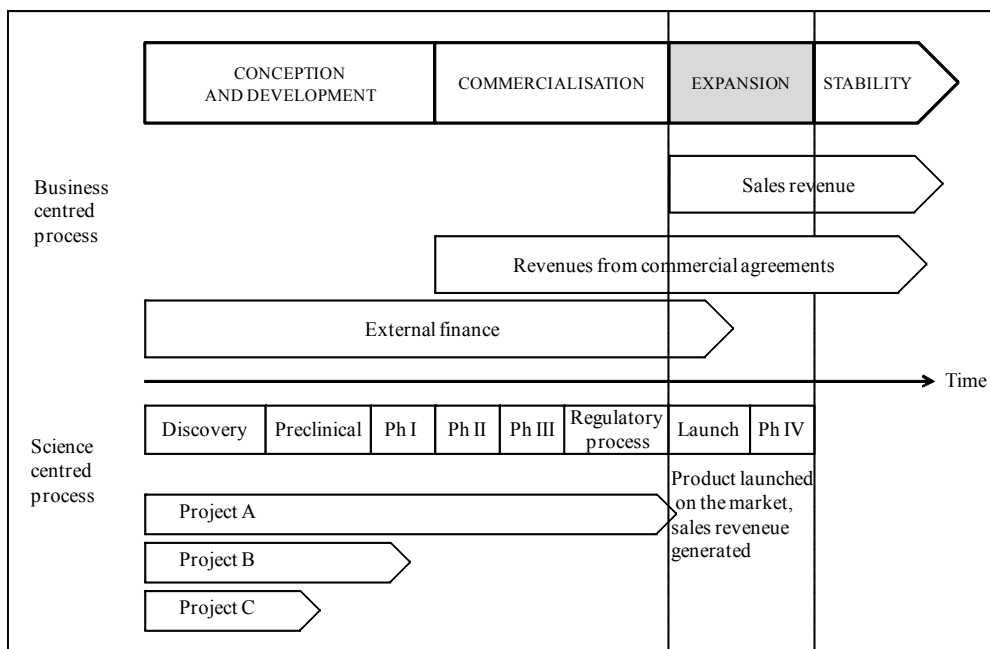 CONCEPTION
AND DEVELOPMENT
COMMERCIALISATION
EXPANSION
STABILITY
Business
centred
process
Sales revenue
Revenues from commercial agreements
External finance
Time
Science
centred
process
Discovery
Preclinical
Ph I
Ph II
Ph III
Regulatory
process
Launch
Ph IV
Product launched
on the market,
sales reveneue
generated
Project A
Project B
Project C